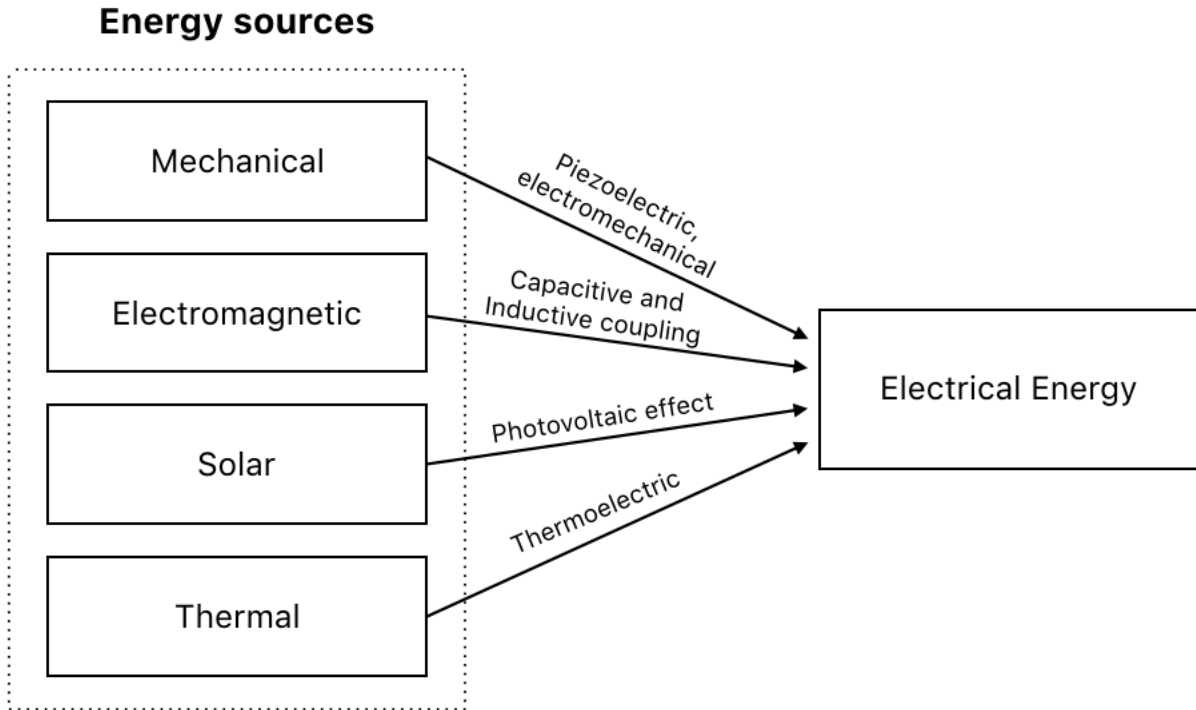 Energy sources
Mechanical
Piezoelectric,
electromechanical
Electromagnetic
Capacitive and
Inductive coupling
Electrical Energy
Solar
Photovoltaic effect
Thermal
Thermoelectric